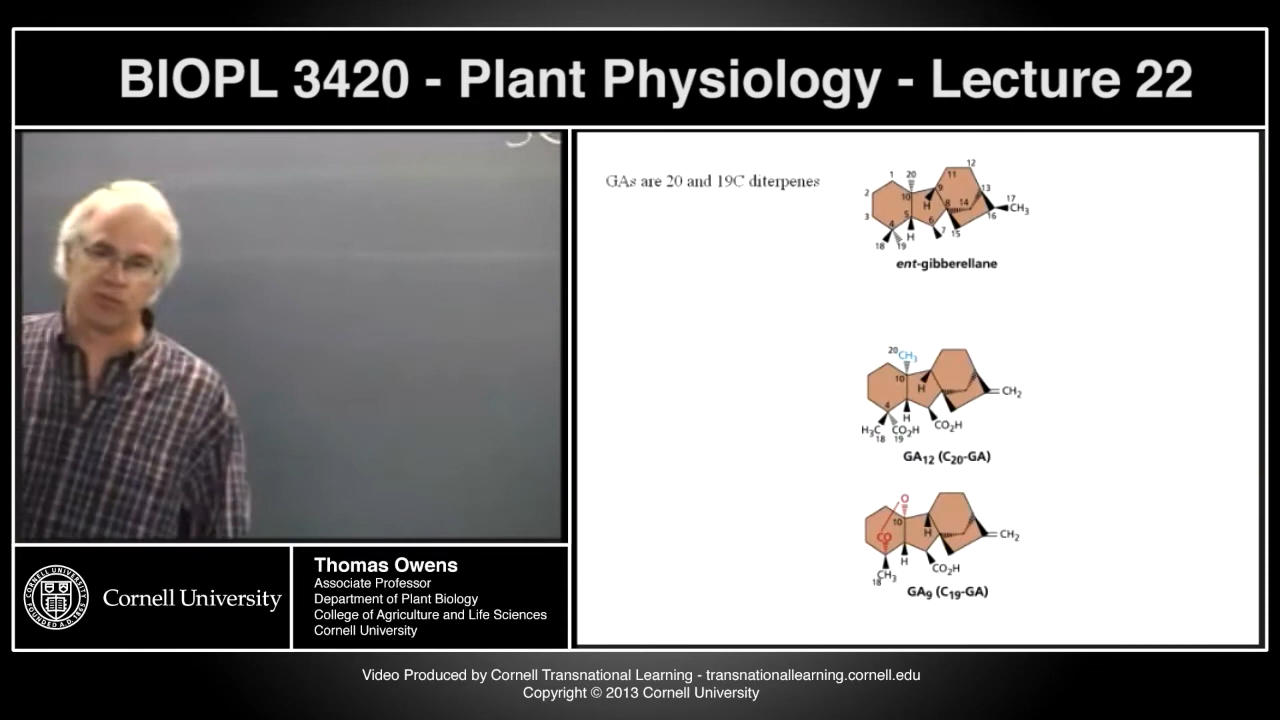 BIOPL 3420 - Plant Physiology - Lecture 22
GAs are 20 and 19C diterpenes
12
1 20 11
2 9 13
10 17
H 8 14 CH₃
3 5 6 16
4 7 15
H
18 19
ent-gibberellane
20 CH₃
10
H CH₂
4
H
H₃C CO₂H CO₂H
18 19
GA₁₂ (C₂₀-GA)
O
10
CO H CH₂
H
CH₃ CO₂H
18
GA₉ (C₁₉-GA)
CORNELL UNIVERSITY
FOUNDED A.D. 1865
Cornell University
Thomas Owens
Associate Professor
Department of Plant Biology
College of Agriculture and Life Sciences
Cornell University
Video Produced by Cornell Transnational Learning - transnationallearning.cornell.edu
Copyright © 2013 Cornell University